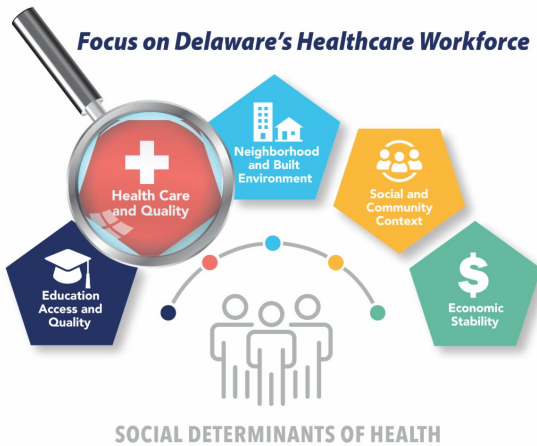 Focus on Delaware's Healthcare Workforce
Health Care
and Quality
Neighborhood
and Built
Environment
Social and
Community
Context
Education
Access and
Quality
$
Economic
Stability
SOCIAL DETERMINANTS OF HEALTH